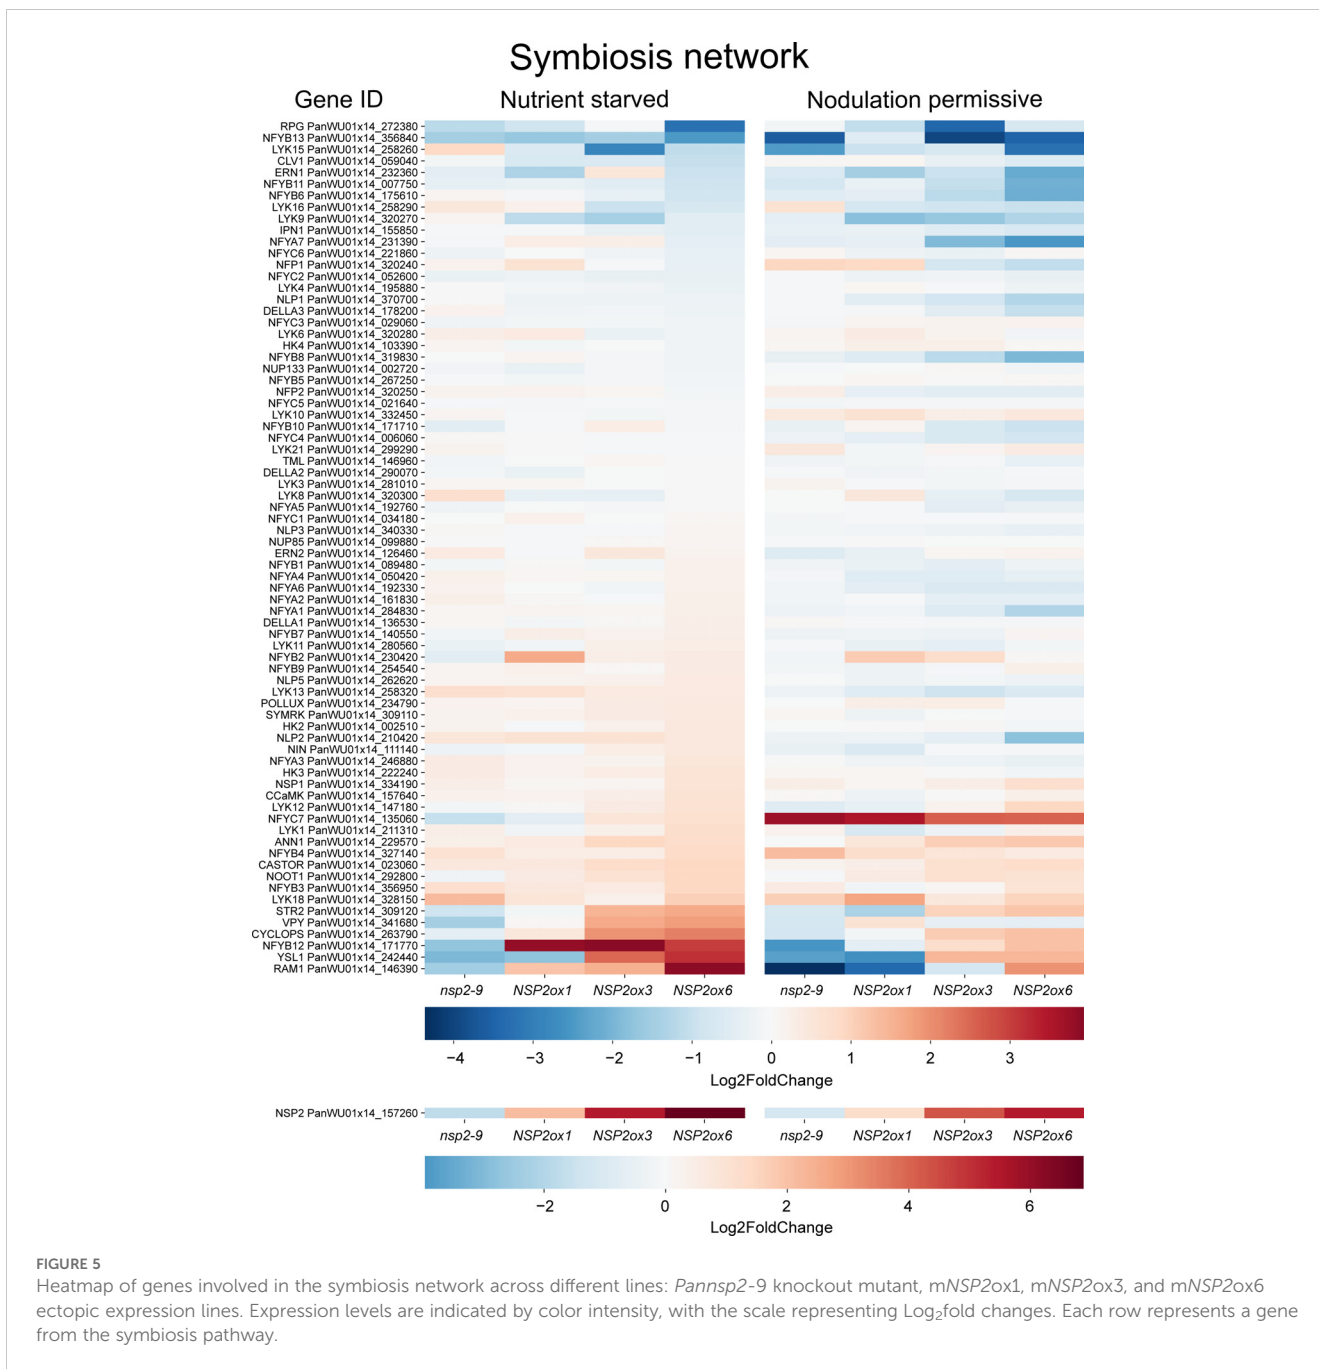 Symbiosis network
Gene ID
Nutrient starved
Nodulation permissive
RPG PanWU01x14_272380
NFYB13 PanWU01x14_356840
LYK15 PanWU01x14_258260
CLV1 PanWU01x14_059040
ERN1 PanWU01x14_232360
NFYB11 PanWU01x14_007750
NFYB6 PanWU01x14_175610
LYK16 PanWU01x14_258290
LYK9 PanWU01x14_320270
IPN1 PanWU01x14_155850
NFYA7 PanWU01x14_231390
NFYC6 PanWU01x14_221860
NFP1 PanWU01x14_320240
NFYC2 PanWU01x14_052600
LYK4 PanWU01x14_195880
NLP1 PanWU01x14_370700
DELLA3 PanWU01x14_178200
NFYC3 PanWU01x14_029060
LYK6 PanWU01x14_320280
HK4 PanWU01x14_103390
NFYB8 PanWU01x14_319830
NUP133 PanWU01x14_002720
NFYB5 PanWU01x14_267250
NFP2 PanWU01x14_320250
NFYC5 PanWU01x14_021640
LYK10 PanWU01x14_332450
NFYB10 PanWU01x14_171710
NFYC4 PanWU01x14_006060
LYK21 PanWU01x14_299290
TML PanWU01x14_146960
DELLA2 PanWU01x14_290070
LYK3 PanWU01x14_281010
LYK8 PanWU01x14_320300
NFYA5 PanWU01x14_192760
NFYC1 PanWU01x14_034180
NLP3 PanWU01x14_340330
NUP85 PanWU01x14_099880
ERN2 PanWU01x14_126460
NFYB1 PanWU01x14_089480
NFYA4 PanWU01x14_050420
NFYA6 PanWU01x14_192330
NFYA2 PanWU01x14_161830
NFYA1 PanWU01x14_284830
DELLA1 PanWU01x14_136530
NFYB7 PanWU01x14_140550
LYK11 PanWU01x14_280560
NFYB2 PanWU01x14_230420
NFYB9 PanWU01x14_254540
NLP5 PanWU01x14_262620
LYK13 PanWU01x14_258320
POLLUX PanWU01x14_234790
SYMRK PanWU01x14_309110
HK2 PanWU01x14_002510
NLP2 PanWU01x14_210420
NIN PanWU01x14_111140
NFYA3 PanWU01x14_246880
HK3 PanWU01x14_222240
NSP1 PanWU01x14_334190
CCaMK PanWU01x14_157640
LYK12 PanWU01x14_147180
NFYC7 PanWU01x14_135060
LYK1 PanWU01x14_211310
ANN1 PanWU01x14_229570
NFYB4 PanWU01x14_327140
CASTOR PanWU01x14_023060
NOOT1 PanWU01x14_292800
NFYB3 PanWU01x14_356950
LYK18 PanWU01x14_328150
STR2 PanWU01x14_309120
VPY PanWU01x14_341680
CYCLOPS PanWU01x14_263790
NFYB12 PanWU01x14_171770
YSL1 PanWU01x14_242440
RAM1 PanWU01x14_146390
nsp2-9 NSP2ox1 NSP2ox3 NSP2ox6 nsp2-9 NSP2ox1 NSP2ox3 NSP2ox6
−4 −3 −2 −1 0 1 2 3
Log2FoldChange
NSP2 PanWU01x14_157260
nsp2-9 NSP2ox1 NSP2ox3 NSP2ox6 nsp2-9 NSP2ox1 NSP2ox3 NSP2ox6
−2 0 2 4 6
Log2FoldChange
FIGURE 5
Heatmap of genes involved in the symbiosis network across different lines: Pannsp2-9 knockout mutant, mNSP2ox1, mNSP2ox3, and mNSP2ox6
ectopic expression lines. Expression levels are indicated by color intensity, with the scale representing Log₂fold changes. Each row represents a gene
from the symbiosis pathway.